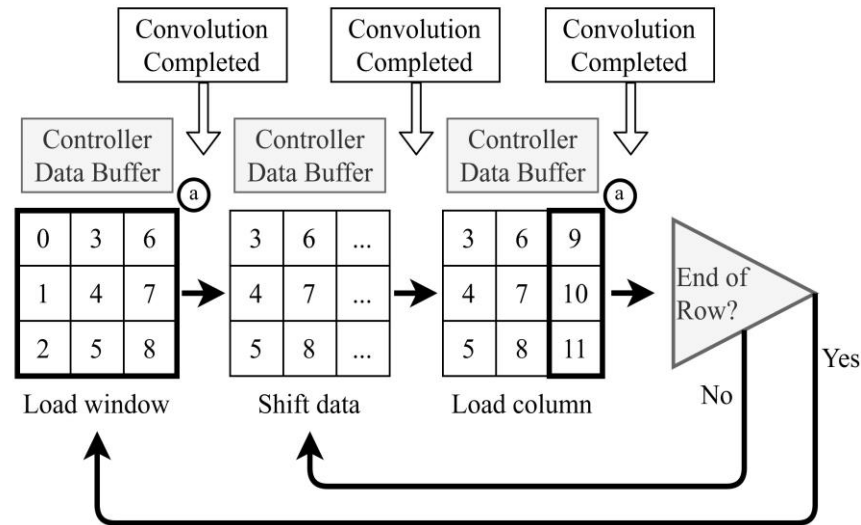 Convolution
Completed
Convolution
Completed
Convolution
Completed
Controller
Data Buffer
Controller
Data Buffer
Controller
Data Buffer
a
a
0 3 6
1 4 7
2 5 8
3 6 ...
4 7 ...
5 8 ...
3 6 9
4 7 10
5 8 11
End of
Row?
Yes
No
Load window
Shift data
Load column